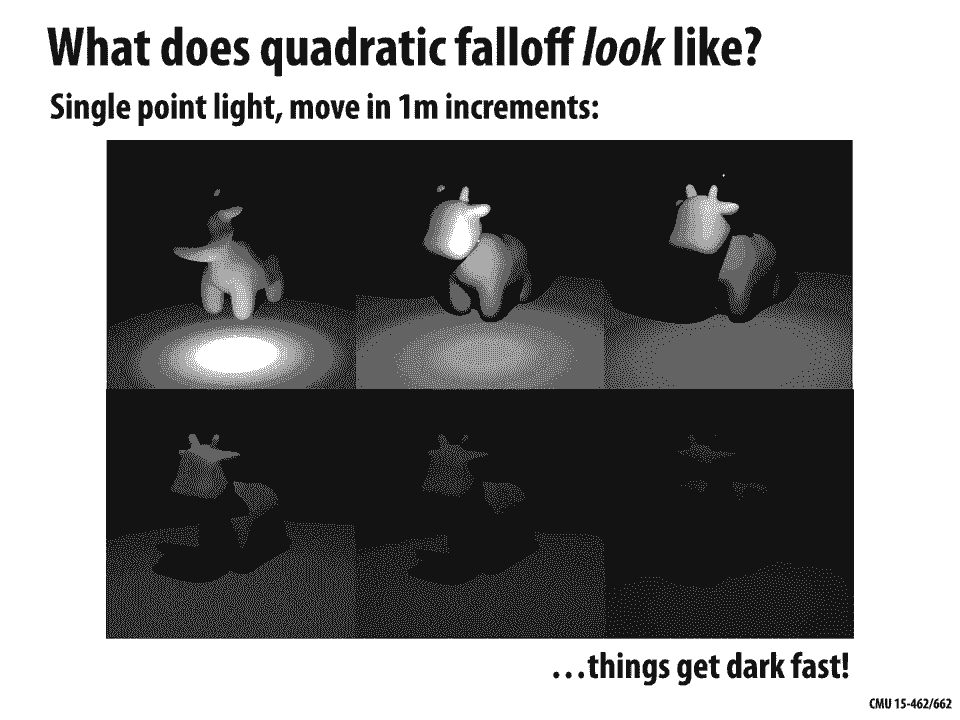 What does quadratic falloff look like?
Single point light, move in 1m increments:
…things get dark fast!
CMU 15-462/662